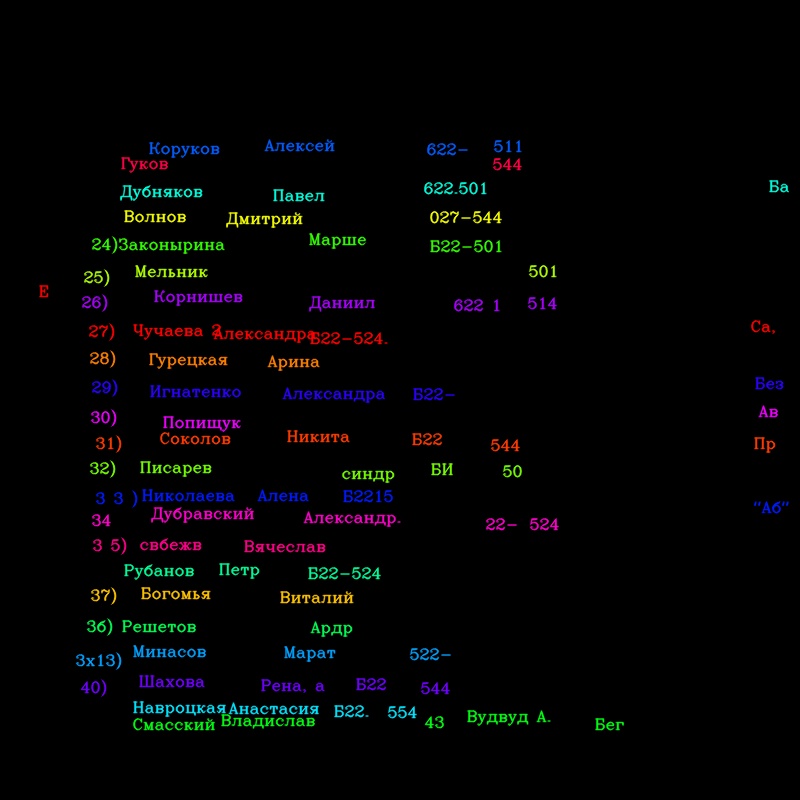 Коруков Алексей 622- 511
Гуков 544
Дубняков Павел 622.501 Ба
Волнов Дмитрий 027-544
24)Законырина Марше Б22-501
25) Мельник 501
Е
26) Корнишев Даниил 622 1 514
27) Чучаева 2 Александра Б22-524. Са,
28) Гурецкая Арина
29) Игнатенко Александра Б22- Без
30) Попищук Ав
31) Соколов Никита Б22 544 Пр
32) Писарев синдр БИ 50
3 3 ) Николаева Алена Б2215 "Аб"
34 Дубравский Александр. 22- 524
3 5) свбежв Вячеслав
Рубанов Петр Б22-524
37) Богомья Виталий
3б) Решетов Ардр
3х13) Минасов Марат 522-
40) Шахова Рена, а Б22 544
Навроцкая Анастасия Б22. 554
Смасский Владислав 43 Вудвуд А. Бег